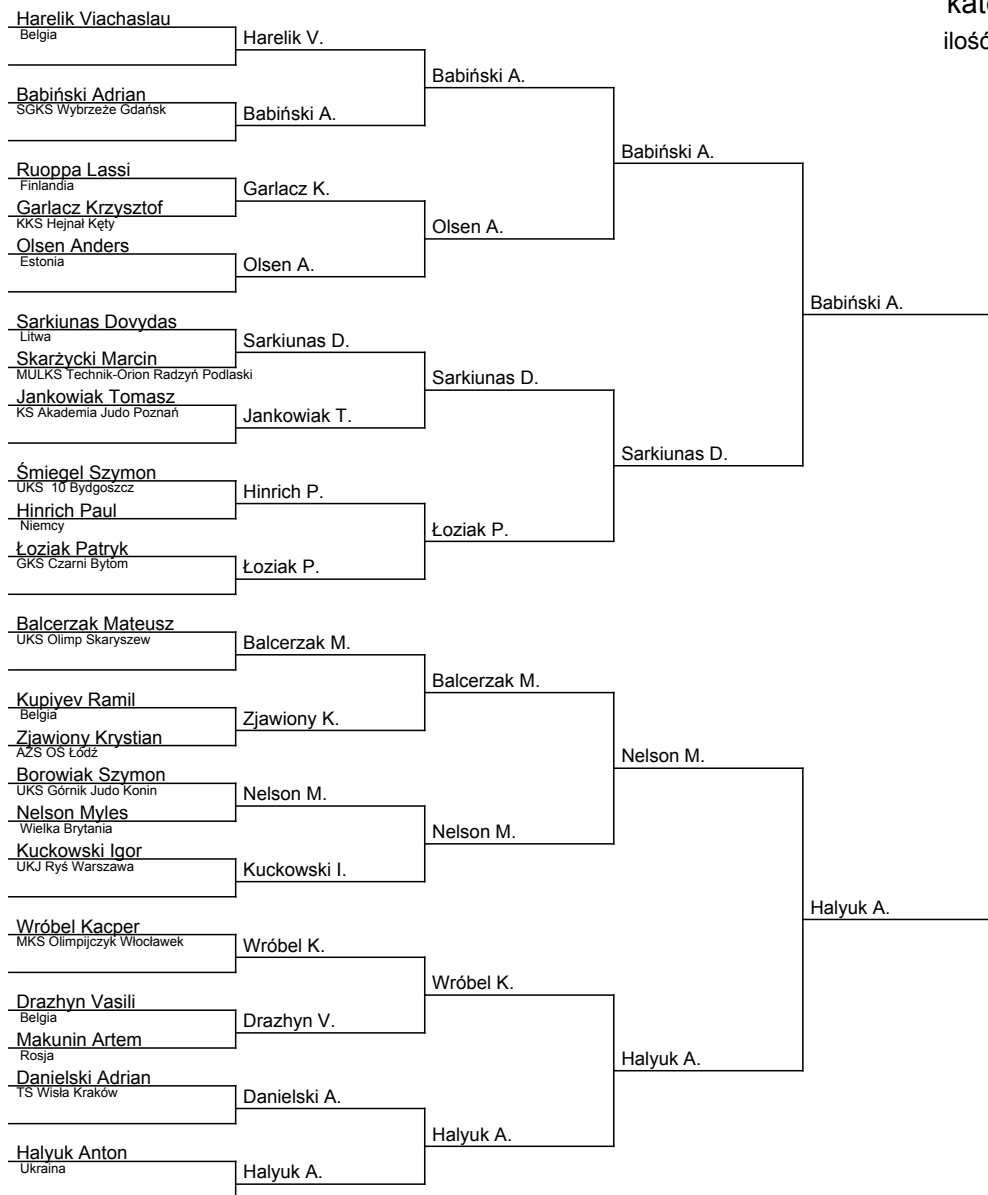 kate
ilość
Harelik Viachaslau
Belgia
Babiński Adrian
SGKS Wybrzeże Gdańsk
Ruoppa Lassi
Finlandia
Garlacz Krzysztof
KKS Hejnał Kęty
Olsen Anders
Estonia
Sarkiunas Dovydas
Litwa
Skarżycki Marcin
MULKS Technik-Orion Radzyń Podlaski
Jankowiak Tomasz
KS Akademia Judo Poznań
Śmiegel Szymon
UKS 10 Bydgoszcz
Hinrich Paul
Niemcy
Łoziak Patryk
GKS Czarni Bytom
Balcerzak Mateusz
UKS Olimp Skaryszew
Kupiyev Ramil
Belgia
Zjawiony Krystian
AZS OŚ Łódź
Borowiak Szymon
UKS Górnik Judo Konin
Nelson Myles
Wielka Brytania
Kuckowski Igor
UKJ Ryś Warszawa
Wróbel Kacper
MKS Olimpijczyk Włocławek
Drazhyn Vasili
Belgia
Makunin Artem
Rosja
Danielski Adrian
TS Wisła Kraków
Halyuk Anton
Ukraina
Harelik V.
Babiński A.
Garlacz K.
Olsen A.
Sarkiunas D.
Jankowiak T.
Hinrich P.
Łoziak P.
Balcerzak M.
Zjawiony K.
Nelson M.
Kuckowski I.
Wróbel K.
Drazhyn V.
Danielski A.
Halyuk A.
Babiński A.
Olsen A.
Sarkiunas D.
Łoziak P.
Balcerzak M.
Nelson M.
Wróbel K.
Halyuk A.
Babiński A.
Sarkiunas D.
Nelson M.
Halyuk A.
Babiński A.
Halyuk A.